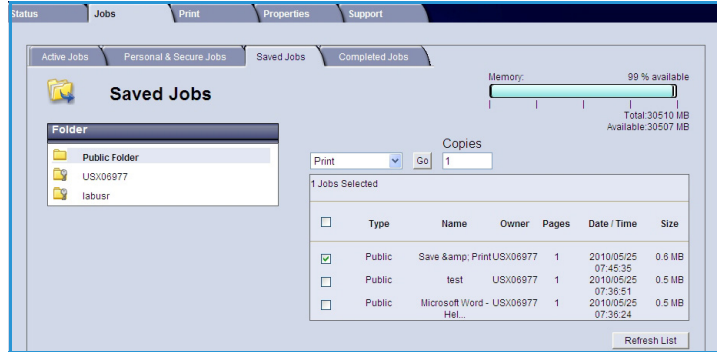 Status Jobs Print Properties Support
Active Jobs Personal & Secure Jobs Saved Jobs Completed Jobs
Saved Jobs
Memory: 99 % available
Total:30510 MB
Available:30507 MB
Folder
Public Folder
USX06977
labusr
Copies
Print Go 1
1 Jobs Selected
Type Name Owner Pages Date / Time Size
Public Save &amp; Print USX06977 1 2010/05/25 0.6 MB
07:45:35
Public test USX06977 1 2010/05/25 0.5 MB
07:36:51
Public Microsoft Word - USX06977 1 2010/05/25 0.5 MB
Hel... 07:36:24
Refresh List